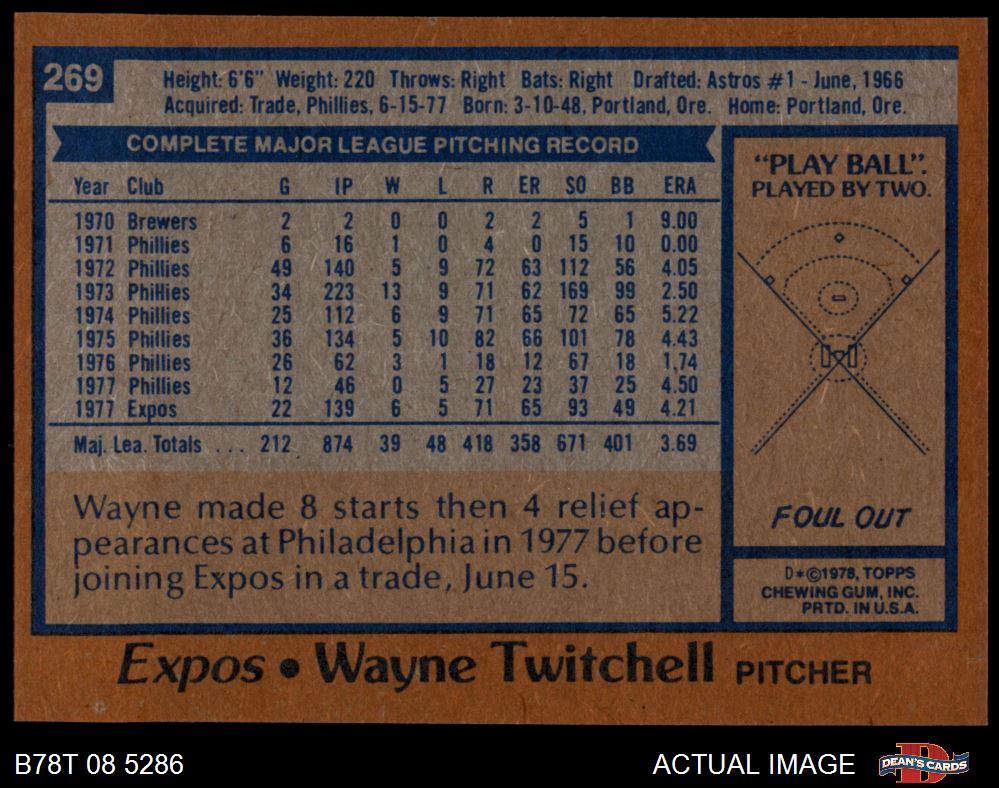 269
Height: 6'6" Weight: 220 Throws: Right Bats: Right Drafted: Astros #1 - June, 1966
Acquired: Trade, Phillies, 6-15-77 Born: 3-10-48, Portland, Ore. Home: Portland, Ore.
COMPLETE MAJOR LEAGUE PITCHING RECORD
Year Club G IP W L R ER SO BB ERA
1970 Brewers 2 2 0 0 2 2 5 1 9.00
1971 Phillies 6 16 1 0 4 0 15 10 0.00
1972 Phillies 49 140 5 9 72 63 112 56 4.05
1973 Phillies 34 223 13 9 71 62 169 99 2.50
1974 Phillies 25 112 6 9 71 65 72 65 5.22
1975 Phillies 36 134 5 10 82 66 101 78 4.43
1976 Phillies 26 62 3 1 18 12 67 18 1.74
1977 Phillies 12 46 0 5 27 23 37 25 4.50
1977 Expos 22 139 6 5 71 65 93 49 4.21
Maj. Lea. Totals ... 212 874 39 48 418 358 671 401 3.69
Wayne made 8 starts then 4 relief ap-
pearances at Philadelphia in 1977 before
joining Expos in a trade, June 15.
"PLAY BALL".
PLAYED BY TWO.
FOUL OUT
D*©1978, TOPPS
CHEWING GUM, INC.
PRTD. IN U.S.A.
Expos • Wayne Twitchell PITCHER
B78T 08 5286
ACTUAL IMAGE
D
DEAN'S CARDS